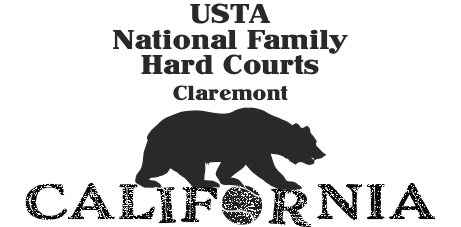 USTA
National Family
Hard Courts
Claremont
CALIFORNIA